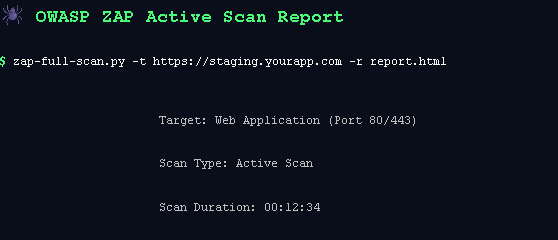 OWASP ZAP Active Scan Report
$ zap-full-scan.py -t https://staging.yourapp.com -r report.html
Target: Web Application (Port 80/443)
Scan Type: Active Scan
Scan Duration: 00:12:34